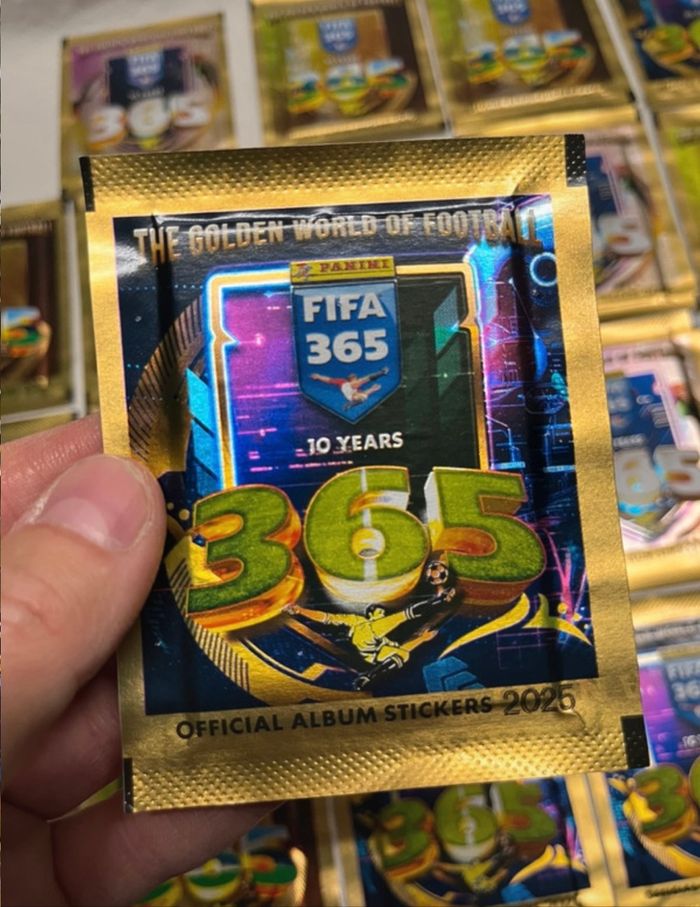 THE GOLDEN WORLD OF FOOTBALL
PANINI
FIFA
365
10 YEARS
365
OFFICIAL ALBUM STICKERS 2025